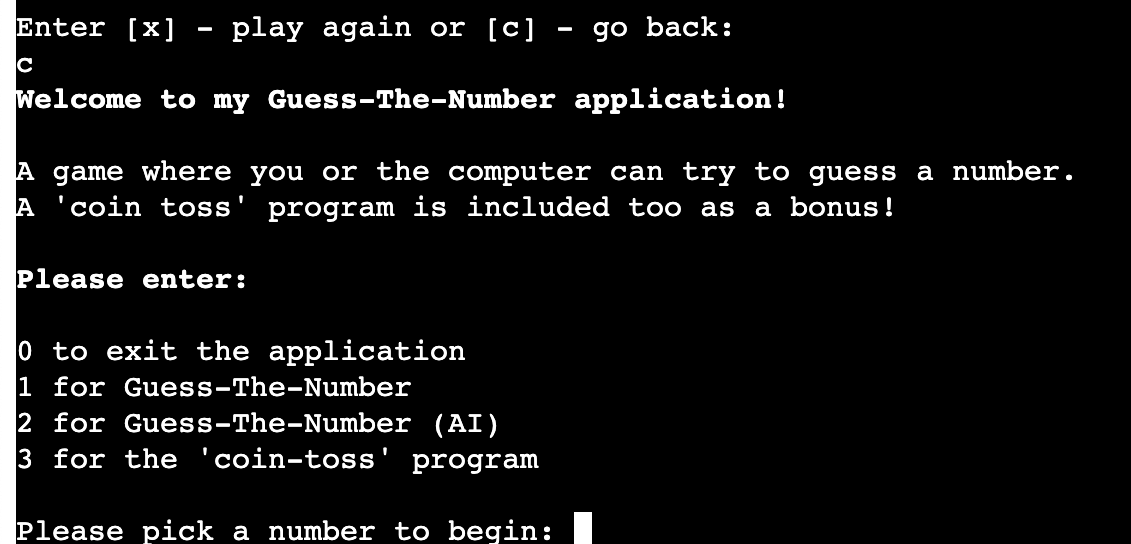 Enter [x] - play again or [c] - go back:
c
Welcome to my Guess-The-Number application!
A game where you or the computer can try to guess a number.
A 'coin toss' program is included too as a bonus!
Please enter:
0 to exit the application
1 for Guess-The-Number
2 for Guess-The-Number (AI)
3 for the 'coin-toss' program
Please pick a number to begin: